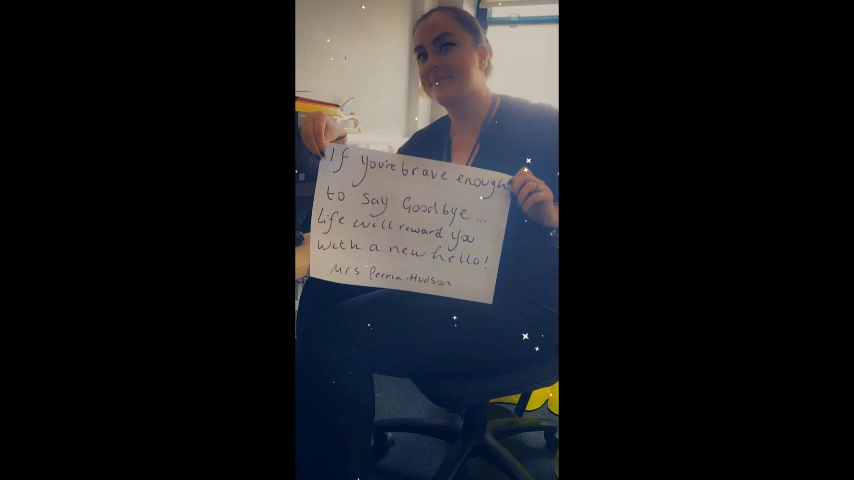 If you're brave enough
to say Goodbye...
life will reward you
with a new hello!
Mrs Perrin-Hudson